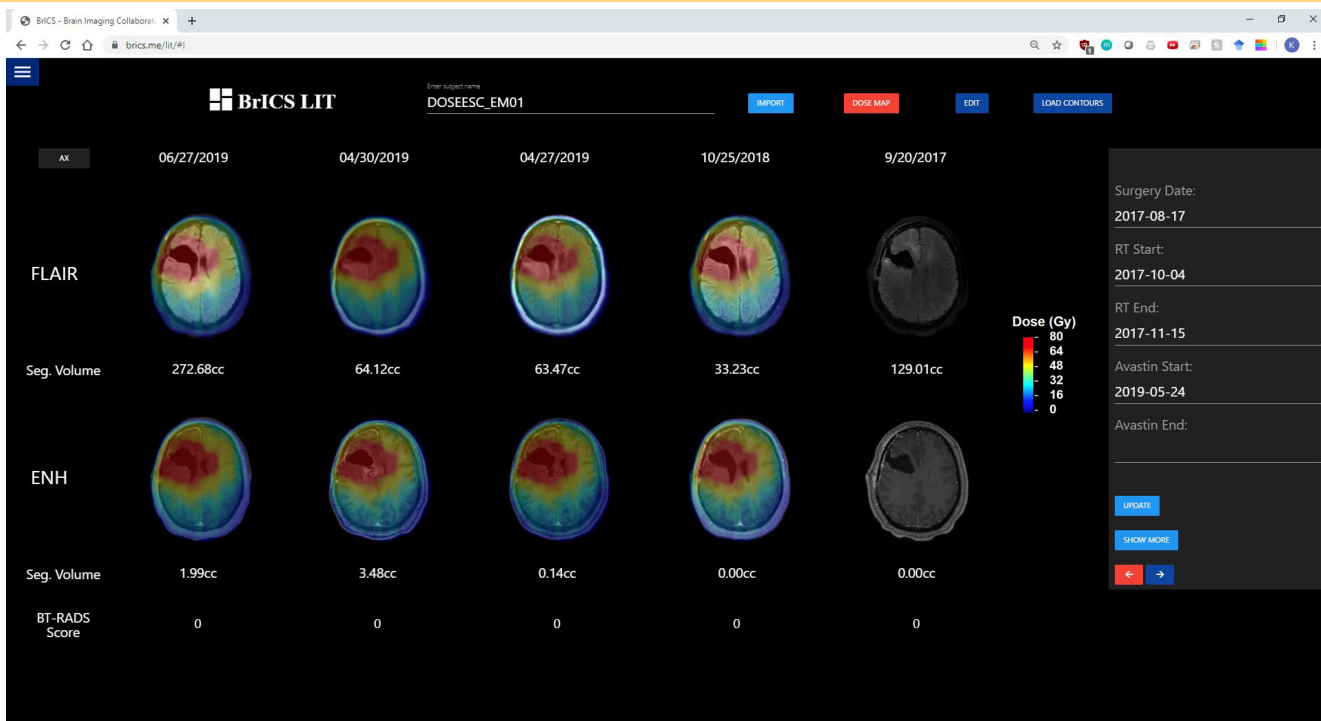 BrICS - Brain Imaging Collaborati
brics.me/lit/#!
BrICS LIT
Enter subject name
DOSEESC_EM01
IMPORT
DOSE MAP
EDIT
LOAD CONTOURS
AX
06/27/2019 04/30/2019 04/27/2019 10/25/2018 9/20/2017
FLAIR
Seg. Volume 272.68cc 64.12cc 63.47cc 33.23cc 129.01cc
ENH
Seg. Volume 1.99cc 3.48cc 0.14cc 0.00cc 0.00cc
BT-RADS
Score
0 0 0 0 0
Dose (Gy)
80
64
48
32
16
0
Surgery Date:
2017-08-17
RT Start:
2017-10-04
RT End:
2017-11-15
Avastin Start:
2019-05-24
Avastin End:
UPDATE
SHOW MORE
K